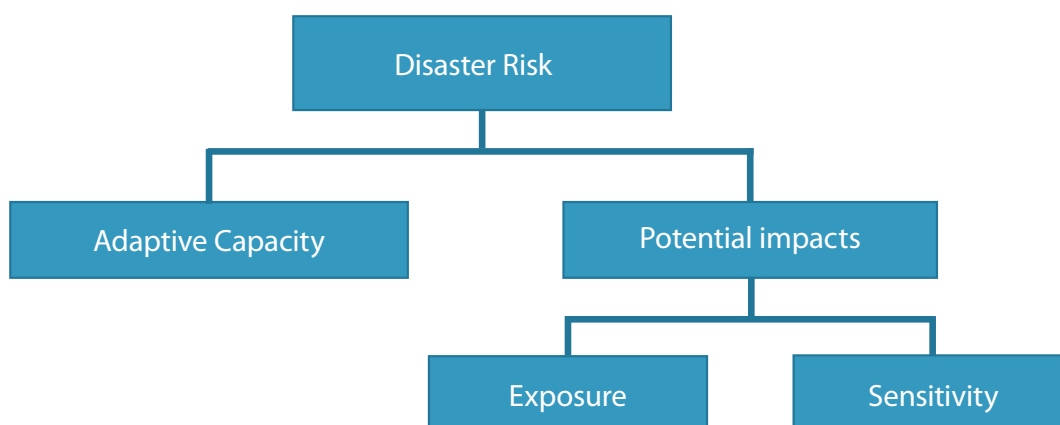 Disaster Risk
Adaptive Capacity
Potential impacts
Exposure
Sensitivity